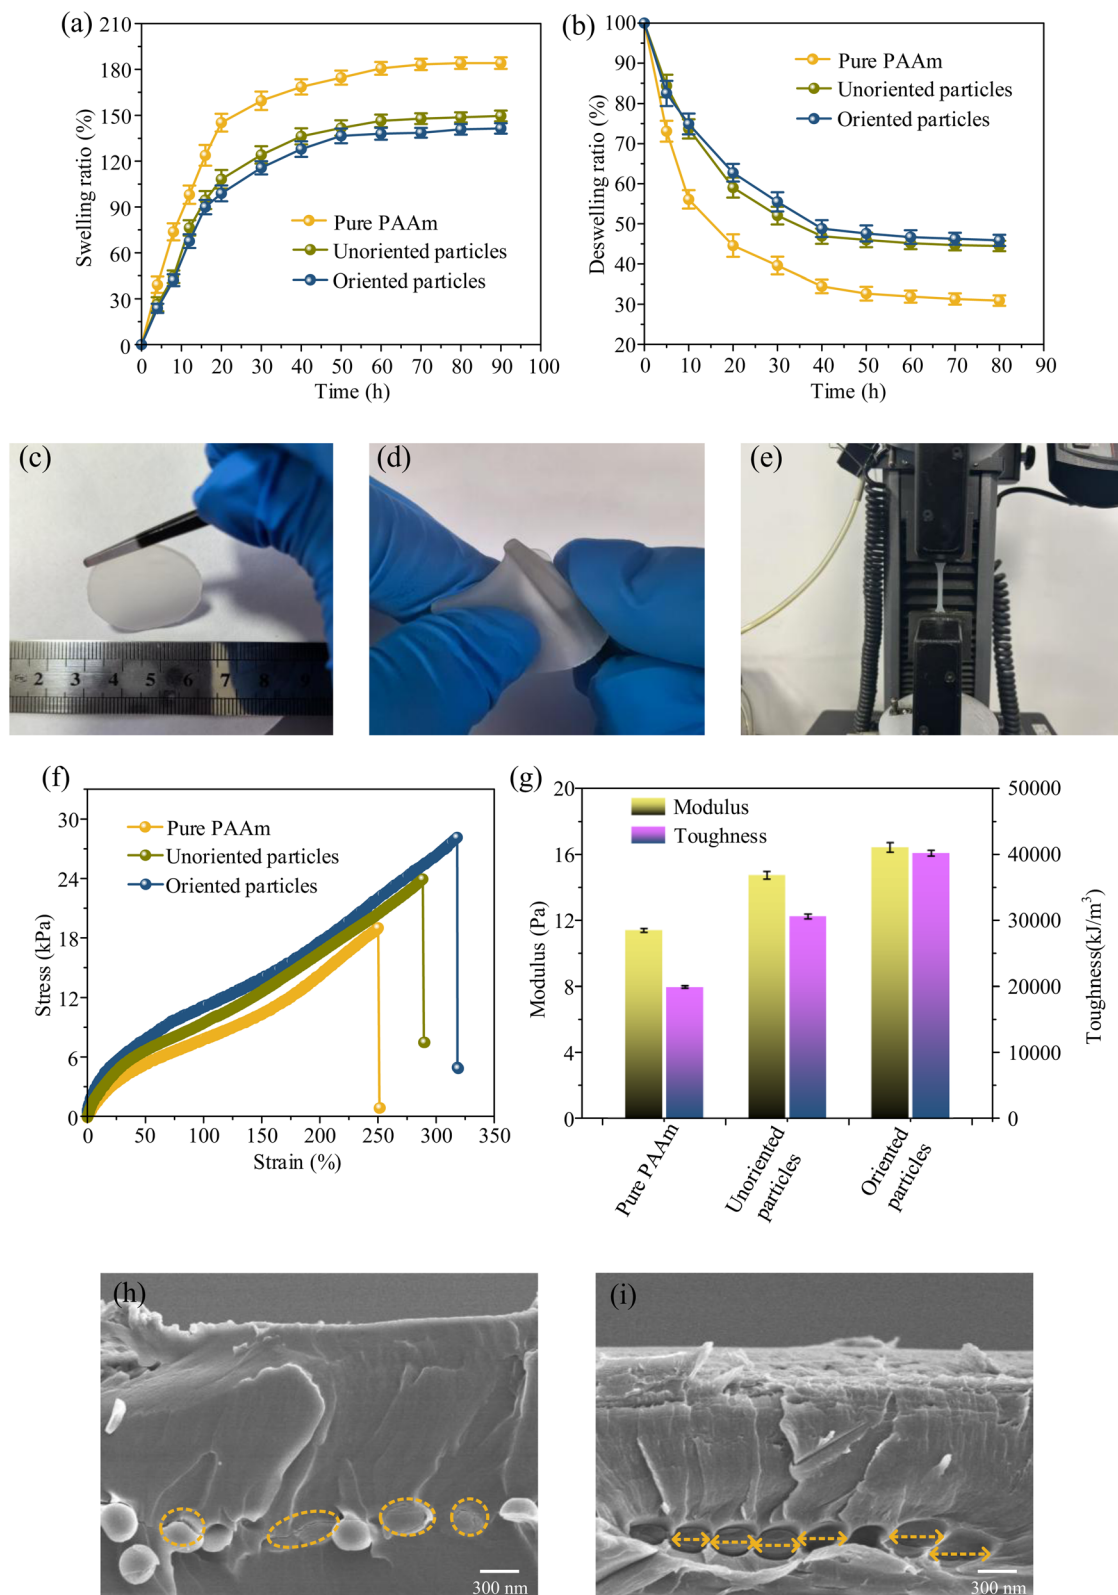 (a)
210
180
150
120
90
60
30
0
Swelling ratio (%)
Pure PAAm
Unoriented particles
Oriented particles
0 10 20 30 40 50 60 70 80 90 100
Time (h)
(b)
100
90
80
70
60
50
40
30
20
Deswelling ratio (%)
Pure PAAm
Unoriented particles
Oriented particles
0 10 20 30 40 50 60 70 80 90
Time (h)
(c)
2 3 4 5 6 7 8 9
(d)
(e)
(f)
30
24
18
12
6
0
Stress (kPa)
Pure PAAm
Unoriented particles
Oriented particles
0 50 100 150 200 250 300 350
Strain (%)
(g)
20
16
12
8
4
0
Modulus (Pa)
Modulus
Toughness
50000
40000
30000
20000
10000
0
Toughness(kJ/m³)
Pure PAAm
Unoriented
particles
Oriented
particles
(h)
300 nm
(i)
300 nm